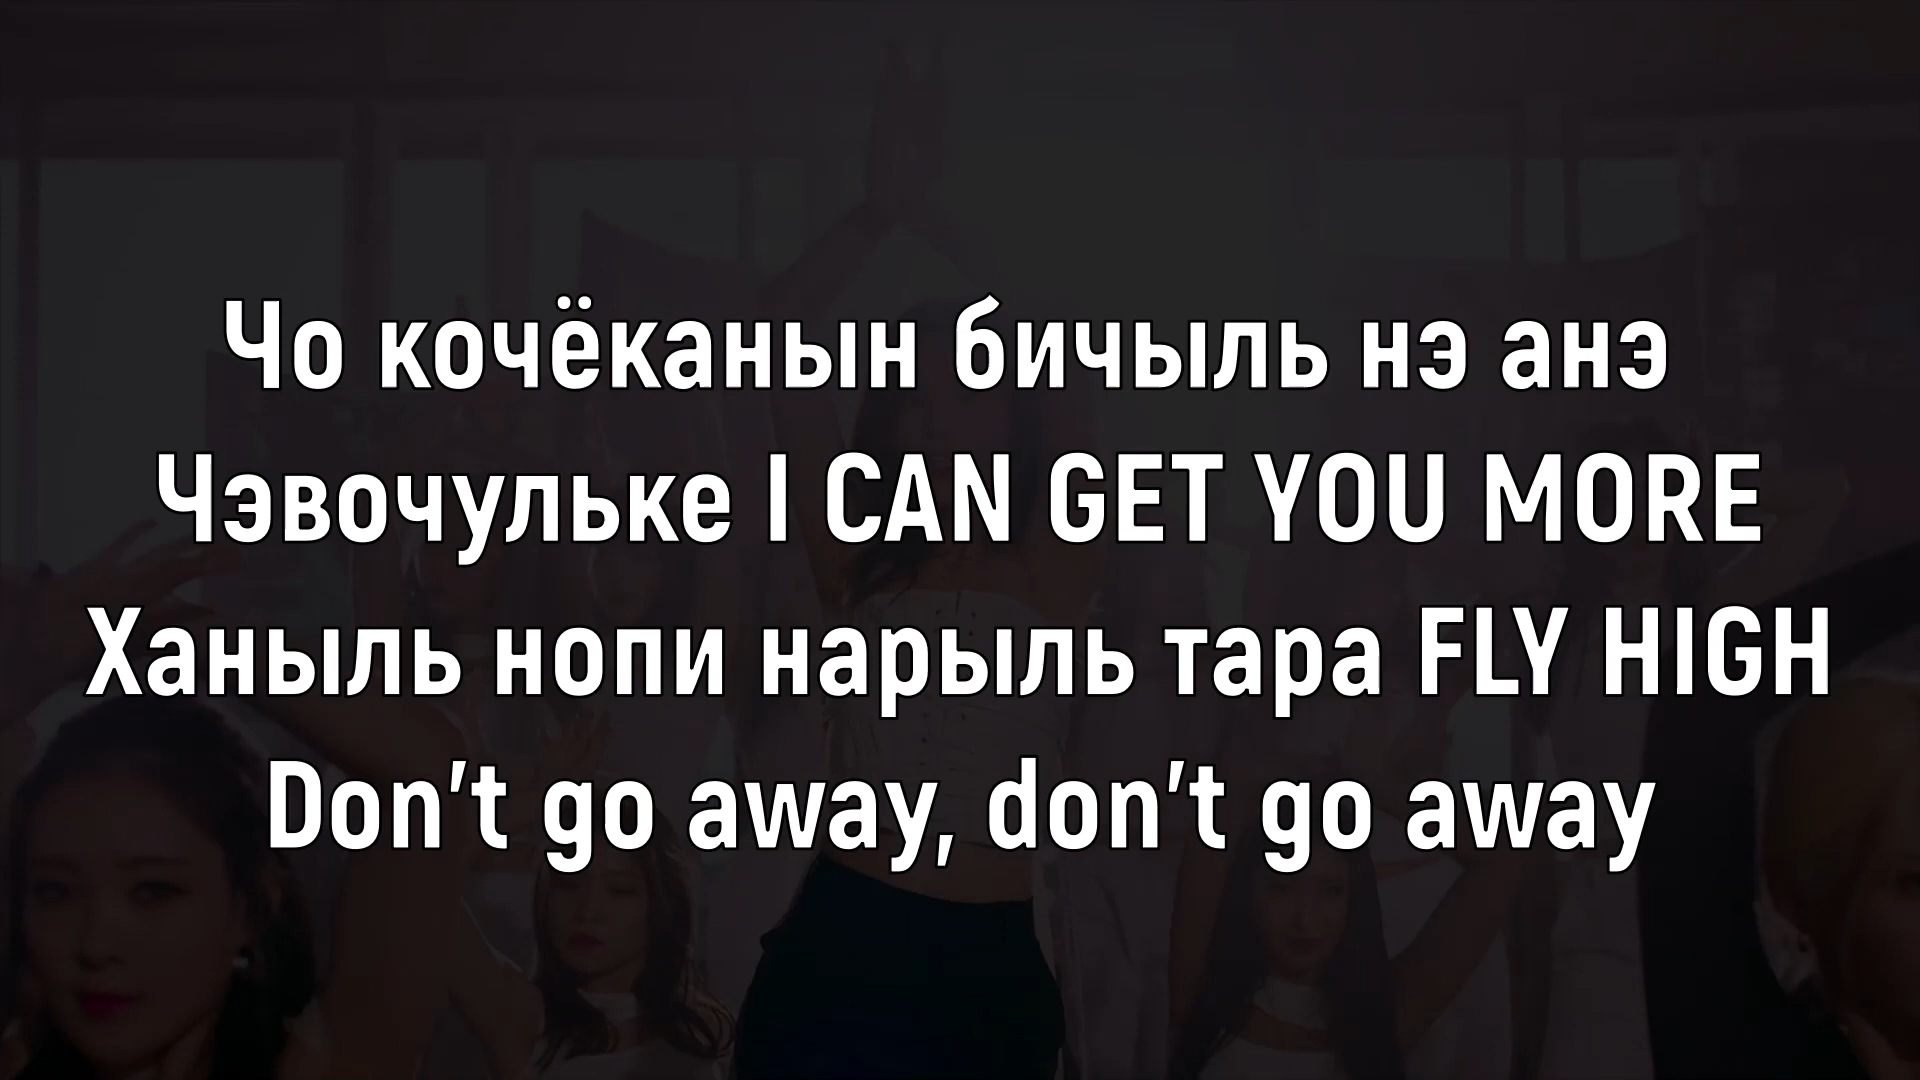 Чо кочёканын бичыль нэ анэ
Чэвочульке I CAN GET YOU MORE
Ханыль нопи нарыль тара FLY HIGH
Don't go away, don't go away